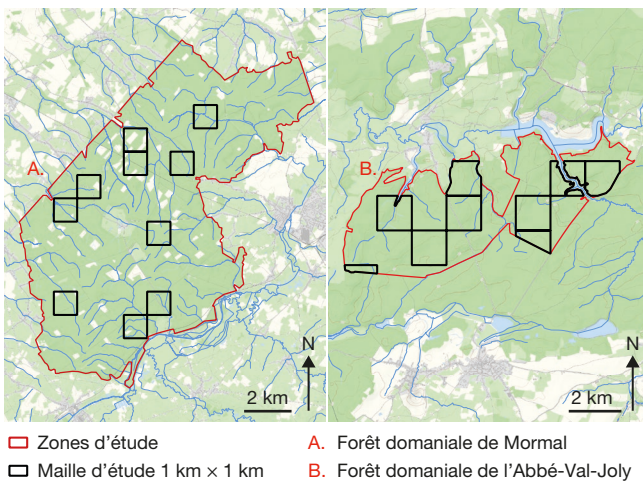 A.
N
2 km
B.
N
2 km
Zones d'étude
Maille d'étude 1 km × 1 km
A. Forêt domaniale de Mormal
B. Forêt domaniale de l'Abbé-Val-Joly